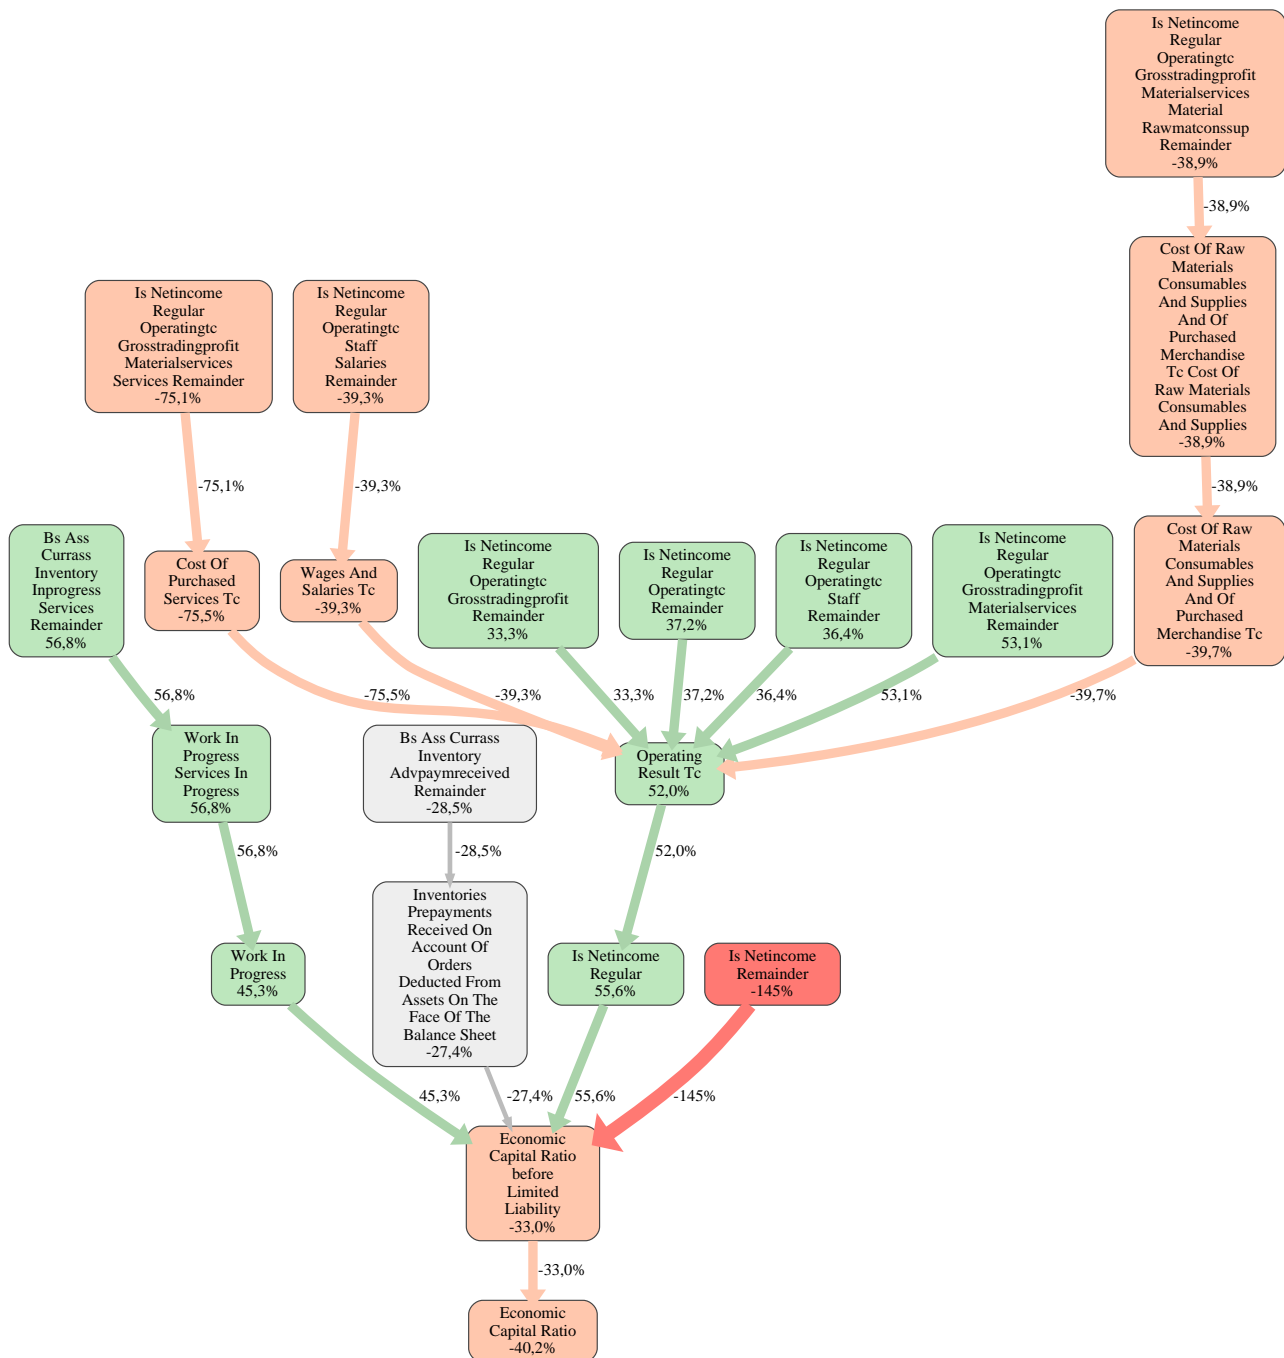 Is Netincome
Regular
Operatingtc
Grosstradingprofit
Materialservices
Material
Rawmatconssup
Remainder
-38,9%
-38,9%
Cost Of Raw
Materials
Consumables
And Supplies
And Of
Purchased
Merchandise
Tc Cost Of
Raw Materials
Consumables
And Supplies
-38,9%
Is Netincome
Regular
Operatingtc
Grosstradingprofit
Materialservices
Services Remainder
-75,1%
Is Netincome
Regular
Operatingtc
Staff
Salaries
Remainder
-39,3%
-75,1%
-39,3%
-38,9%
Bs Ass
Currass
Inventory
Inprogress
Services
Remainder
56,8%
Cost Of
Purchased
Services Tc
-75,5%
Wages And
Salaries Tc
-39,3%
Is Netincome
Regular
Operatingtc
Grosstradingprofit
Remainder
33,3%
Is Netincome
Regular
Operatingtc
Remainder
37,2%
Is Netincome
Regular
Operatingtc
Staff
Remainder
36,4%
Is Netincome
Regular
Operatingtc
Grosstradingprofit
Materialservices
Remainder
53,1%
Cost Of Raw
Materials
Consumables
And Supplies
And Of
Purchased
Merchandise Tc
-39,7%
56,8%
-75,5%
-39,3%
33,3%
37,2%
36,4%
53,1%
-39,7%
Work In
Progress
Services In
Progress
56,8%
Bs Ass Currass
Inventory
Advpaymreceived
Remainder
-28,5%
Operating
Result Tc
52,0%
56,8%
-28,5%
52,0%
Inventories
Prepayments
Received On
Account Of
Orders
Deducted From
Assets On The
Face Of The
Balance Sheet
-27,4%
Work In
Progress
45,3%
Is Netincome
Regular
55,6%
Is Netincome
Remainder
-145%
45,3%
-27,4%
55,6%
-145%
Economic
Capital Ratio
before
Limited
Liability
-33,0%
-33,0%
Economic
Capital Ratio
-40,2%